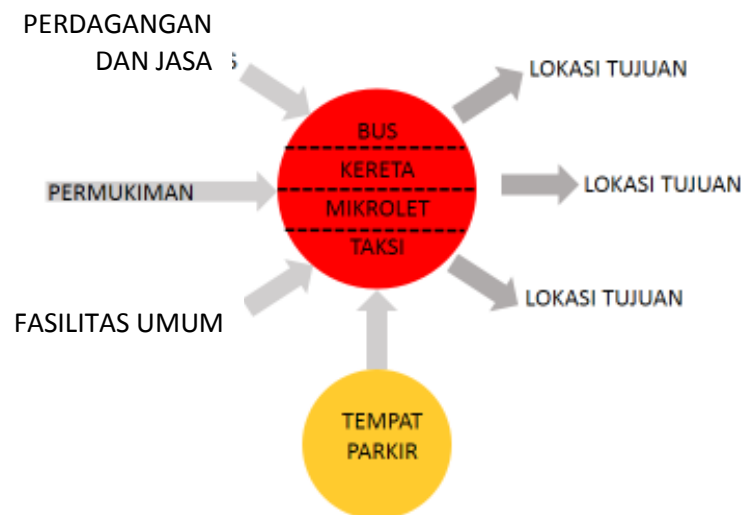 PERDAGANGAN
DAN JASA
S
LOKASI TUJUAN
BUS
KERETA
MIKROLET
TAKSI
PERMUKIMAN
LOKASI TUJUAN
FASILITAS UMUM
LOKASI TUJUAN
TEMPAT
PARKIR